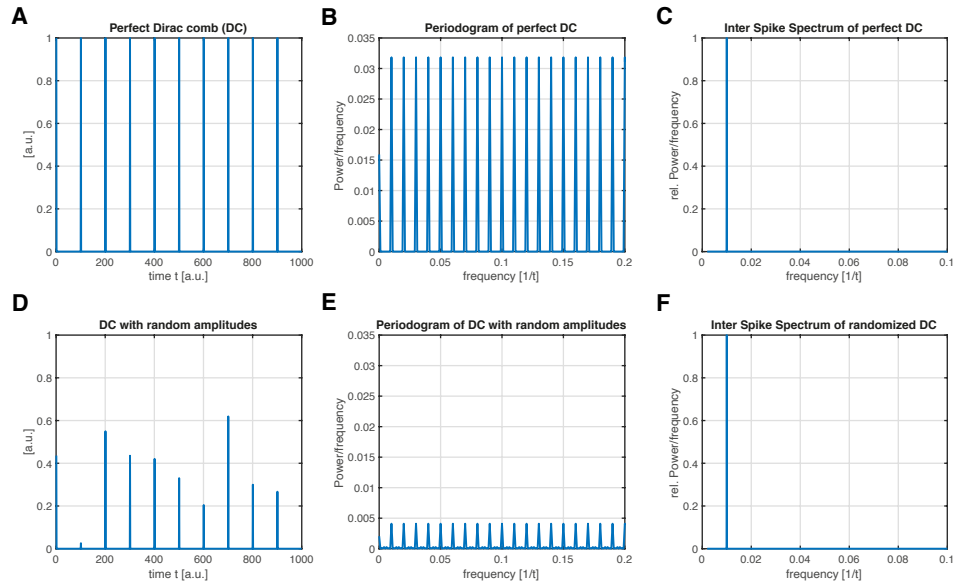 A
Perfect Dirac comb (DC)
1
0.8
0.6
0.4
0.2
0
[a.u.]
0 200 400 600 800 1000
time t [a.u.]
B
Periodogram of perfect DC
0.035
0.03
0.025
0.02
0.015
0.01
0.005
0
Power/frequency
0 0.05 0.1 0.15 0.2
frequency [1/t]
C
Inter Spike Spectrum of perfect DC
1
0.8
0.6
0.4
0.2
0
rel. Power/frequency
0 0.02 0.04 0.06 0.08 0.1
frequency [1/t]
D
DC with random amplitudes
1
0.8
0.6
0.4
0.2
0
[a.u.]
0 200 400 600 800 1000
time t [a.u.]
E
Periodogram of DC with random amplitudes
0.035
0.03
0.025
0.02
0.015
0.01
0.005
0
Power/frequency
0 0.05 0.1 0.15 0.2
frequency [1/t]
F
Inter Spike Spectrum of randomized DC
1
0.8
0.6
0.4
0.2
0
rel. Power/frequency
0 0.02 0.04 0.06 0.08 0.1
frequency [1/t]